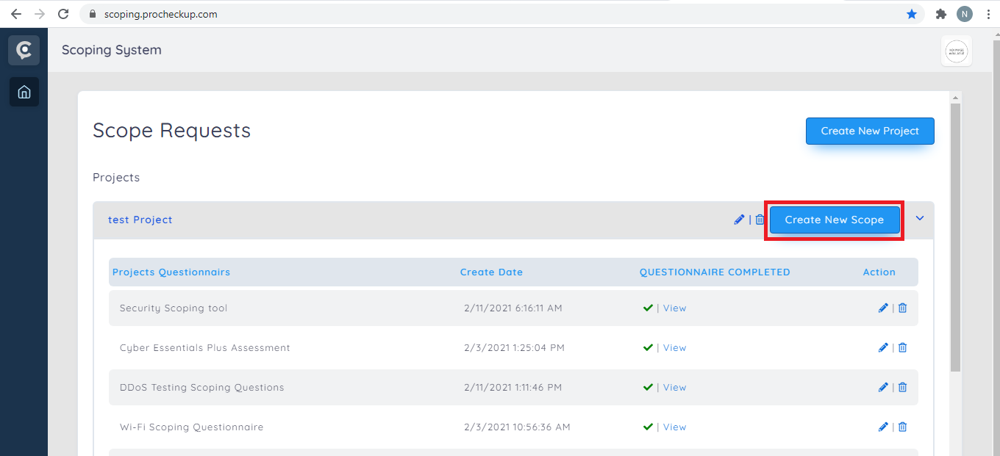 scoping.procheckup.com
N
Scoping System
NO IMAGE
AVAILABLE
Scope Requests
Create New Project
Projects
test Project
|
Create New Scope
Projects Questionnairs Create Date QUESTIONNAIRE COMPLETED Action
Security Scoping tool 2/11/2021 6:16:11 AM | View |
Cyber Essentials Plus Assessment 2/3/2021 1:25:04 PM | View |
DDoS Testing Scoping Questions 2/11/2021 1:11:46 PM | View |
Wi-Fi Scoping Questionnaire 2/3/2021 10:56:36 AM | View |